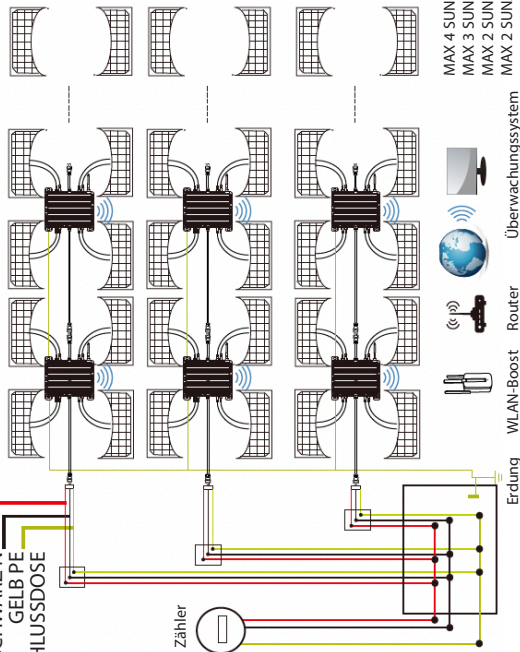 MAX 4 SUN
MAX 3 SUN
MAX 2 SUN
MAX 2 SUN
GELB PE
Zähler
Erdung
WLAN-Boost
Router
Überwachungssystem